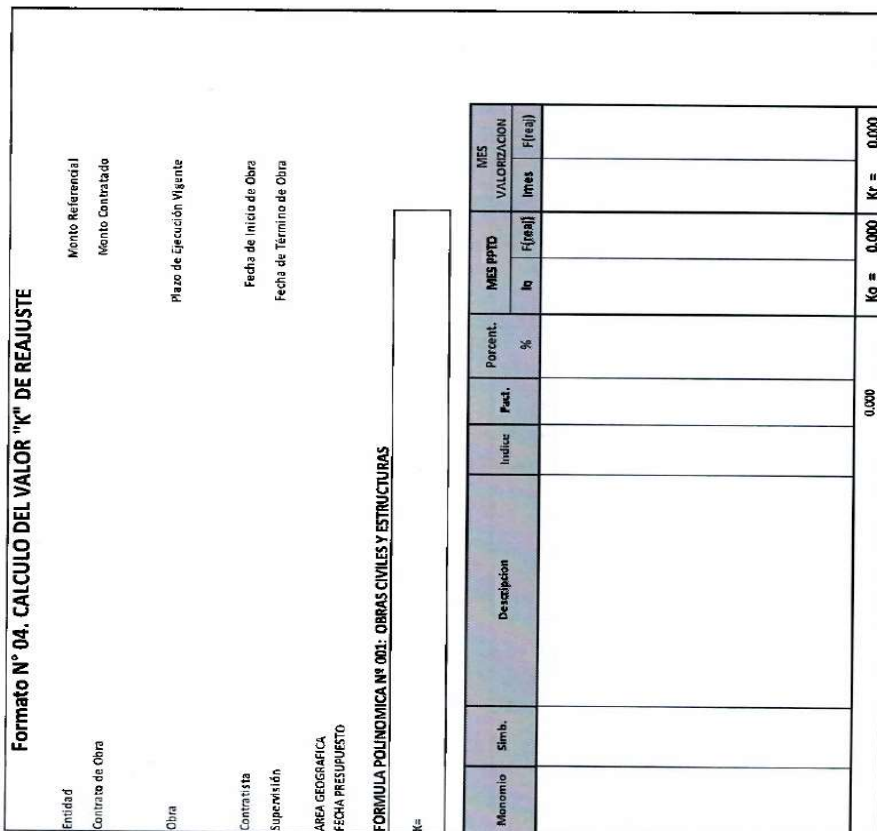 Formato N° 04. CALCULO DEL VALOR "K" DE REAJUSTE
Entidad Monto Referencial
Contrato de Obra Monto Contratado
Obra Plazo de Ejecución Vigente
Contratista Fecha de Inicio de Obra
Supervisión Fecha de Término de Obra
AREA GEOGRAFICA
FECHA PRESUPUESTO
FORMULA POLINOMICA Nº 001: OBRAS CIVILES Y ESTRUCTURAS
K=
Monomio Simb. Descripcion Indice Fact. Porcent. % MES PPTO MES VALORIZACION
Io F(reaj) Imes F(reaj)
0.000 Ko = 0.000 Kr = 0.000